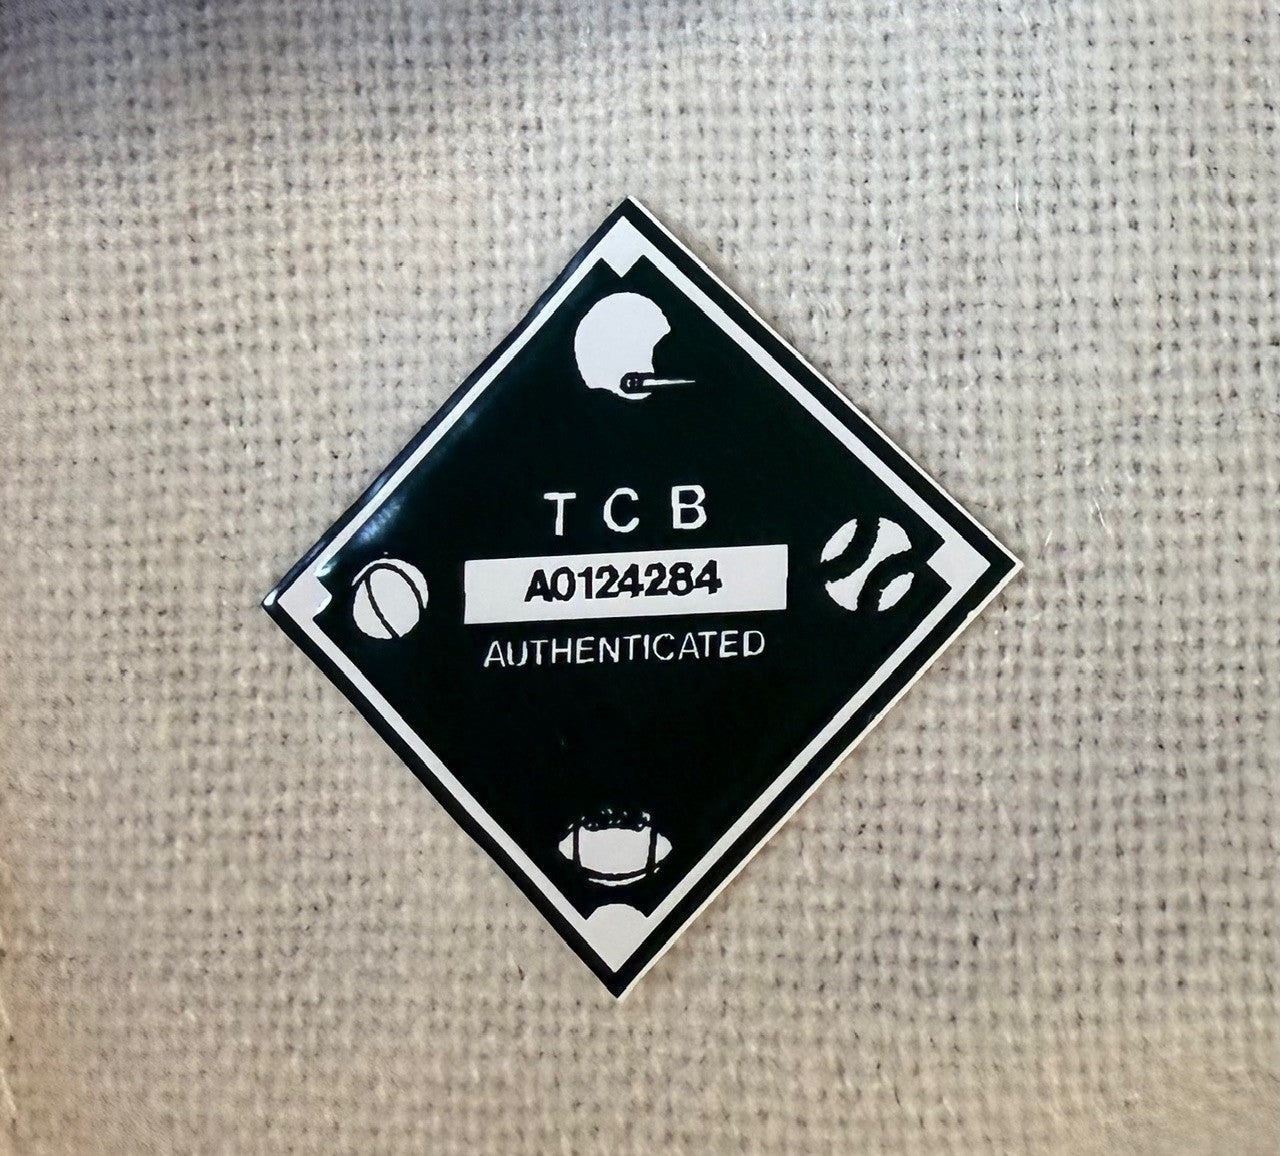 T C B
A0124284
AUTHENTICATED